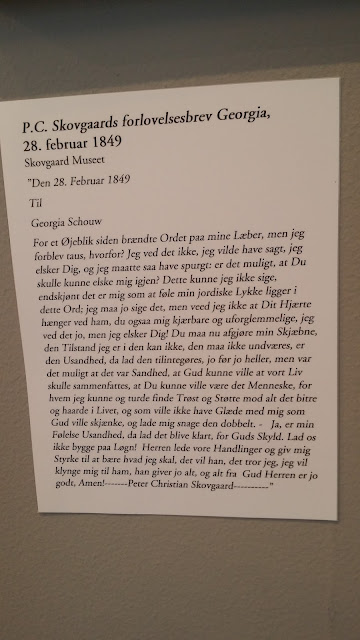 P.C. Skovgaards forlovelsesbrev Georgia,
28. februar 1849
Skovgaard Museet
"Den 28. Februar 1849
Til
Georgia Schouw
For et Øjeblik siden brændte Ordet paa mine Læber, men jeg
forblev taus, hvorfor? Jeg ved det ikke, jeg vilde have sagt, jeg
elsker Dig, og jeg maatte saa have spurgt: er det muligt, at Du
skulle kunne elske mig igjen? Dette kunne jeg ikke sige,
endskjønt det er mig som at føle min jordiske Lykke ligger i
dette Ord; jeg maa jo sige det, men veed jeg ikke at Dit Hjærte
hænger ved ham, du ogsaa mig kjærbare og uforglemmelige, jeg
ved det jo, men jeg elsker Dig! Du maa nu afgjøre min Skjæbne,
den Tilstand jeg er i den kan ikke, den maa ikke undværes, er
den Usandhed, da lad den tilintegøres, jo før jo heller, men var
det muligt at det var Sandhed, at Gud kunne ville at vort Liv
skulle sammenfattes, at Du kunne ville være det Menneske, for
hvem jeg kunne og turde finde Trøst og Støtte mod alt det bitre
og haarde i Livet, og som ville ikke have Glæde med mig som
Gud ville skjænke, og lade mig snage den dobbelt. -   Ja, er min
Følelse Usandhed, da lad det blive klart, for Guds Skyld. Lad os
ikke bygge paa Løgn!  Herren lede vore Handlinger og giv mig
Styrke til at bære hvad jeg skal, det vil han, det tror jeg, jeg vil
klynge mig til ham, han giver jo alt, og alt fra  Gud Herren er jo
godt, Amen!-------Peter Christian Skovgaard----------"